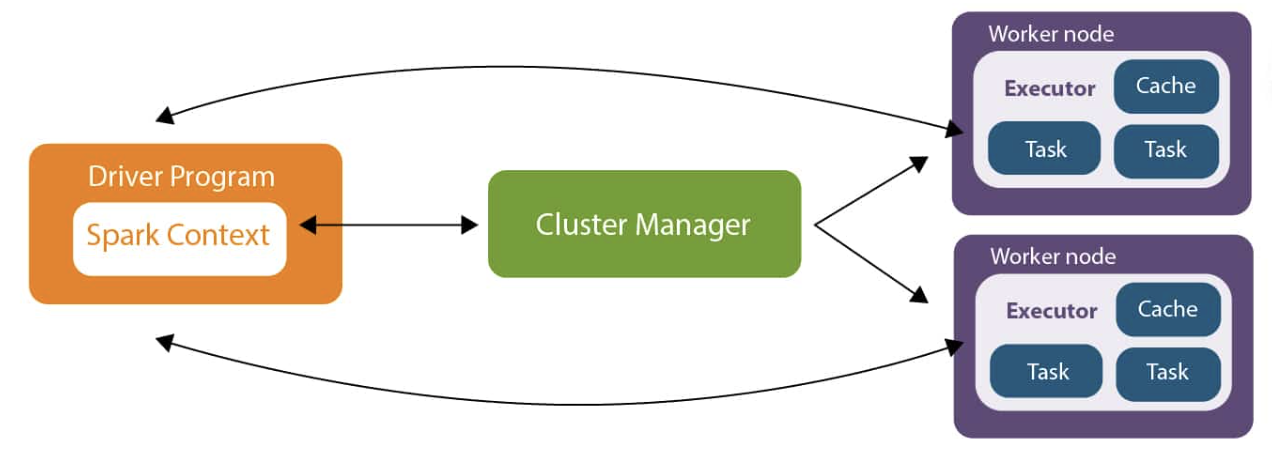 Driver Program
Spark Context
Cluster Manager
Worker node
Executor
Cache
Task
Task
Worker node
Executor
Cache
Task
Task